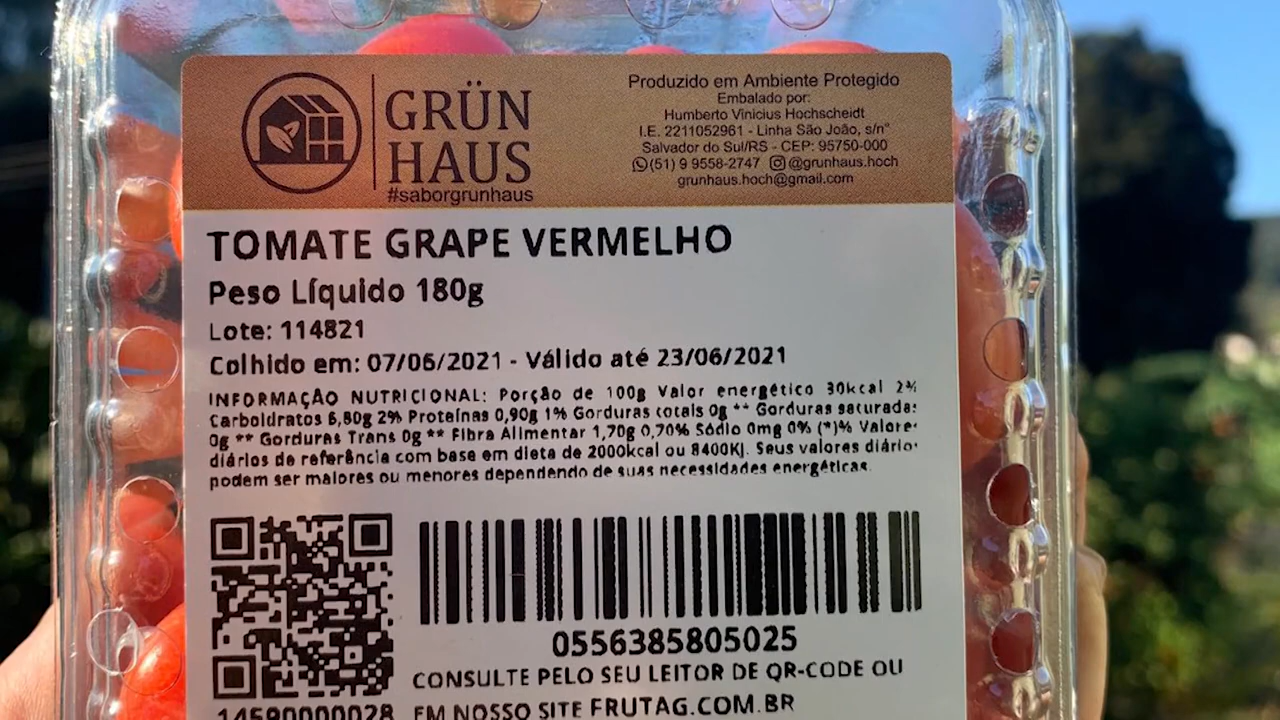 GRÜN
HAUS
#saborgrunhaus
Produzido em Ambiente Protegido
Embalado por:
Humberto Vinicius Hochscheidt
I.E. 2211052961 - Linha São João, s/n°
Salvador do Sul/RS - CEP: 95750-000
(51) 9 9558-2747 @grunhaus.hoch
grunhaus.hoch@gmail.com
TOMATE GRAPE VERMELHO
Peso Líquido 180g
Lote: 114821
Colhido em: 07/06/2021 - Válido até 23/06/2021
INFORMAÇÃO NUTRICIONAL: Porção de 100g Valor energético 30kcal 2%
Carboidratos 6,80g 2% Proteínas 0,90g 1% Gorduras totais 0g ** Gorduras saturadas
0g ** Gorduras Trans 0g ** Fibra Alimentar 1,70g 0,70% Sódio 0mg 0% (*)% Valores
diários de referência com base em dieta de 2000kcal ou 8400KJ. Seus valores diários
podem ser maiores ou menores dependendo de suas necessidades energéticas.
0556385805025
CONSULTE PELO SEU LEITOR DE QR-CODE OU
14590000028 EM NOSSO SITE FRUTAG.COM.BR